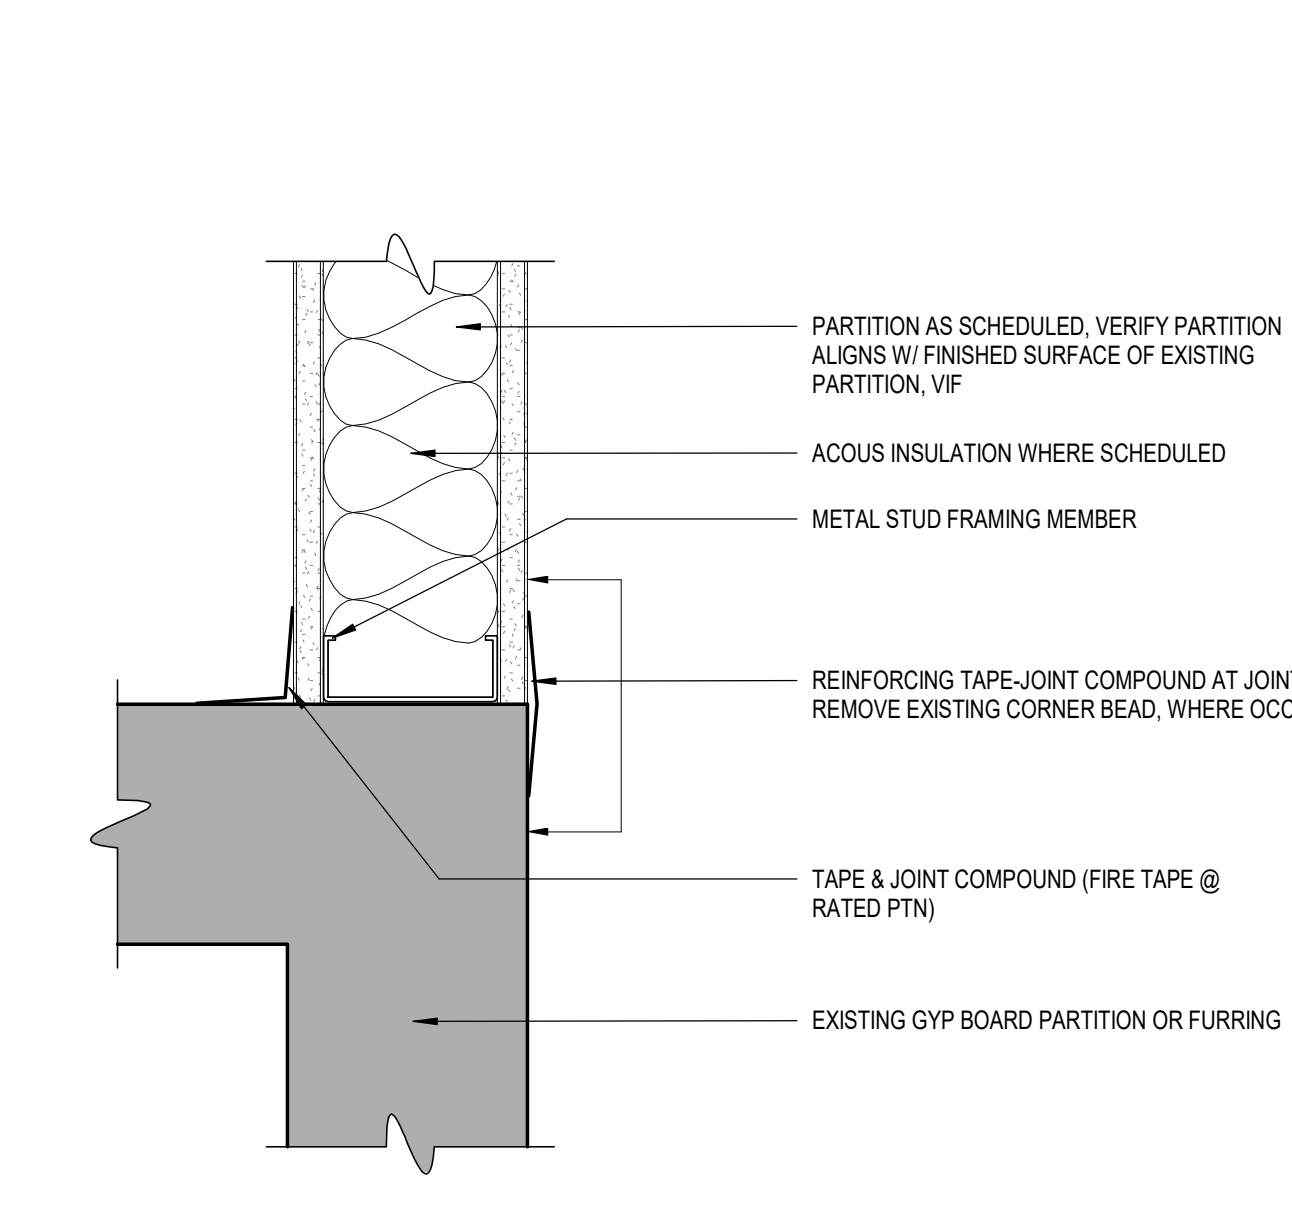 PARTITION AS SCHEDULED, VERIFY PARTITION
ALIGNS W/ FINISHED SURFACE OF EXISTING
PARTITION, VIF
ACOUS INSULATION WHERE SCHEDULED
METAL STUD FRAMING MEMBER
REINFORCING TAPE-JOINT COMPOUND AT JOINT
REMOVE EXISTING CORNER BEAD, WHERE
TAPE & JOINT COMPOUND (FIRE TAPE @
RATED PTN)
EXISTING GYP BOARD PARTITION OR FURRING